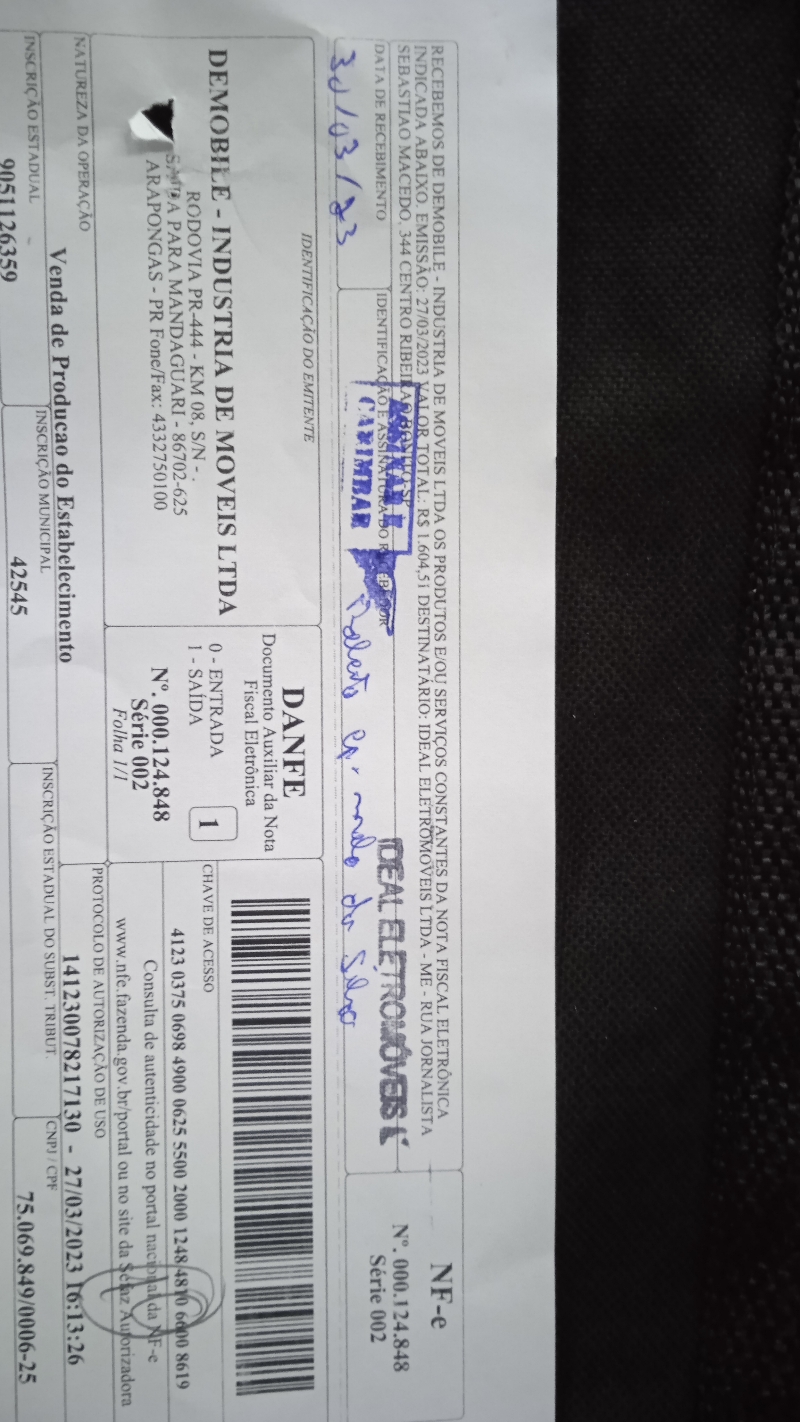 RECEBEMOS DE DEMOBILE - INDUSTRIA DE MOVEIS LTDA OS PRODUTOS E/OU SERVIÇOS CONSTANTES DA NOTA FISCAL ELETRÔNICA
INDICADA ABAIXO. EMISSÃO: 27/03/2023 VALOR TOTAL: R$ 1.604,51 DESTINATÁRIO: IDEAL ELETROMOVEIS LTDA - ME - RUA JORNALISTA
SEBASTIAO MACEDO, 344 CENTRO RIBEIRAO BONITO-SP
NF-e
Nº. 000.124.848
Série 002
DATA DE RECEBIMENTO
30/03/23
IDENTIFICAÇÃO E ASSINATURA DO RECEBEDOR
CARIMBAR
da Silva
IDEAL ELETROMÓVEIS L
IDENTIFICAÇÃO DO EMITENTE
DEMOBILE - INDUSTRIA DE MOVEIS LTDA
RODOVIA PR-444 - KM 08, S/N - .
SAIDA PARA MANDAGUARI - 86702-625
ARAPONGAS - PR Fone/Fax: 4332750100
DANFE
Documento Auxiliar da Nota
Fiscal Eletrônica
0 - ENTRADA
1 - SAÍDA
1
Nº. 000.124.848
Série 002
Folha 1/1
CHAVE DE ACESSO
4123 0375 0698 4900 0625 5500 2000 1248 4810 6600 8619
Consulta de autenticidade no portal nacional da NF-e
www.nfe.fazenda.gov.br/portal ou no site da Sefaz Autorizadora
NATUREZA DA OPERAÇÃO
Venda de Producao do Estabelecimento
PROTOCOLO DE AUTORIZAÇÃO DE USO
141230078217130 - 27/03/2023 16:13:26
INSCRIÇÃO ESTADUAL
9051126359
INSCRIÇÃO MUNICIPAL
42545
INSCRIÇÃO ESTADUAL DO SUBST. TRIBUT.
CNPJ / CPF
75.069.849/0006-25